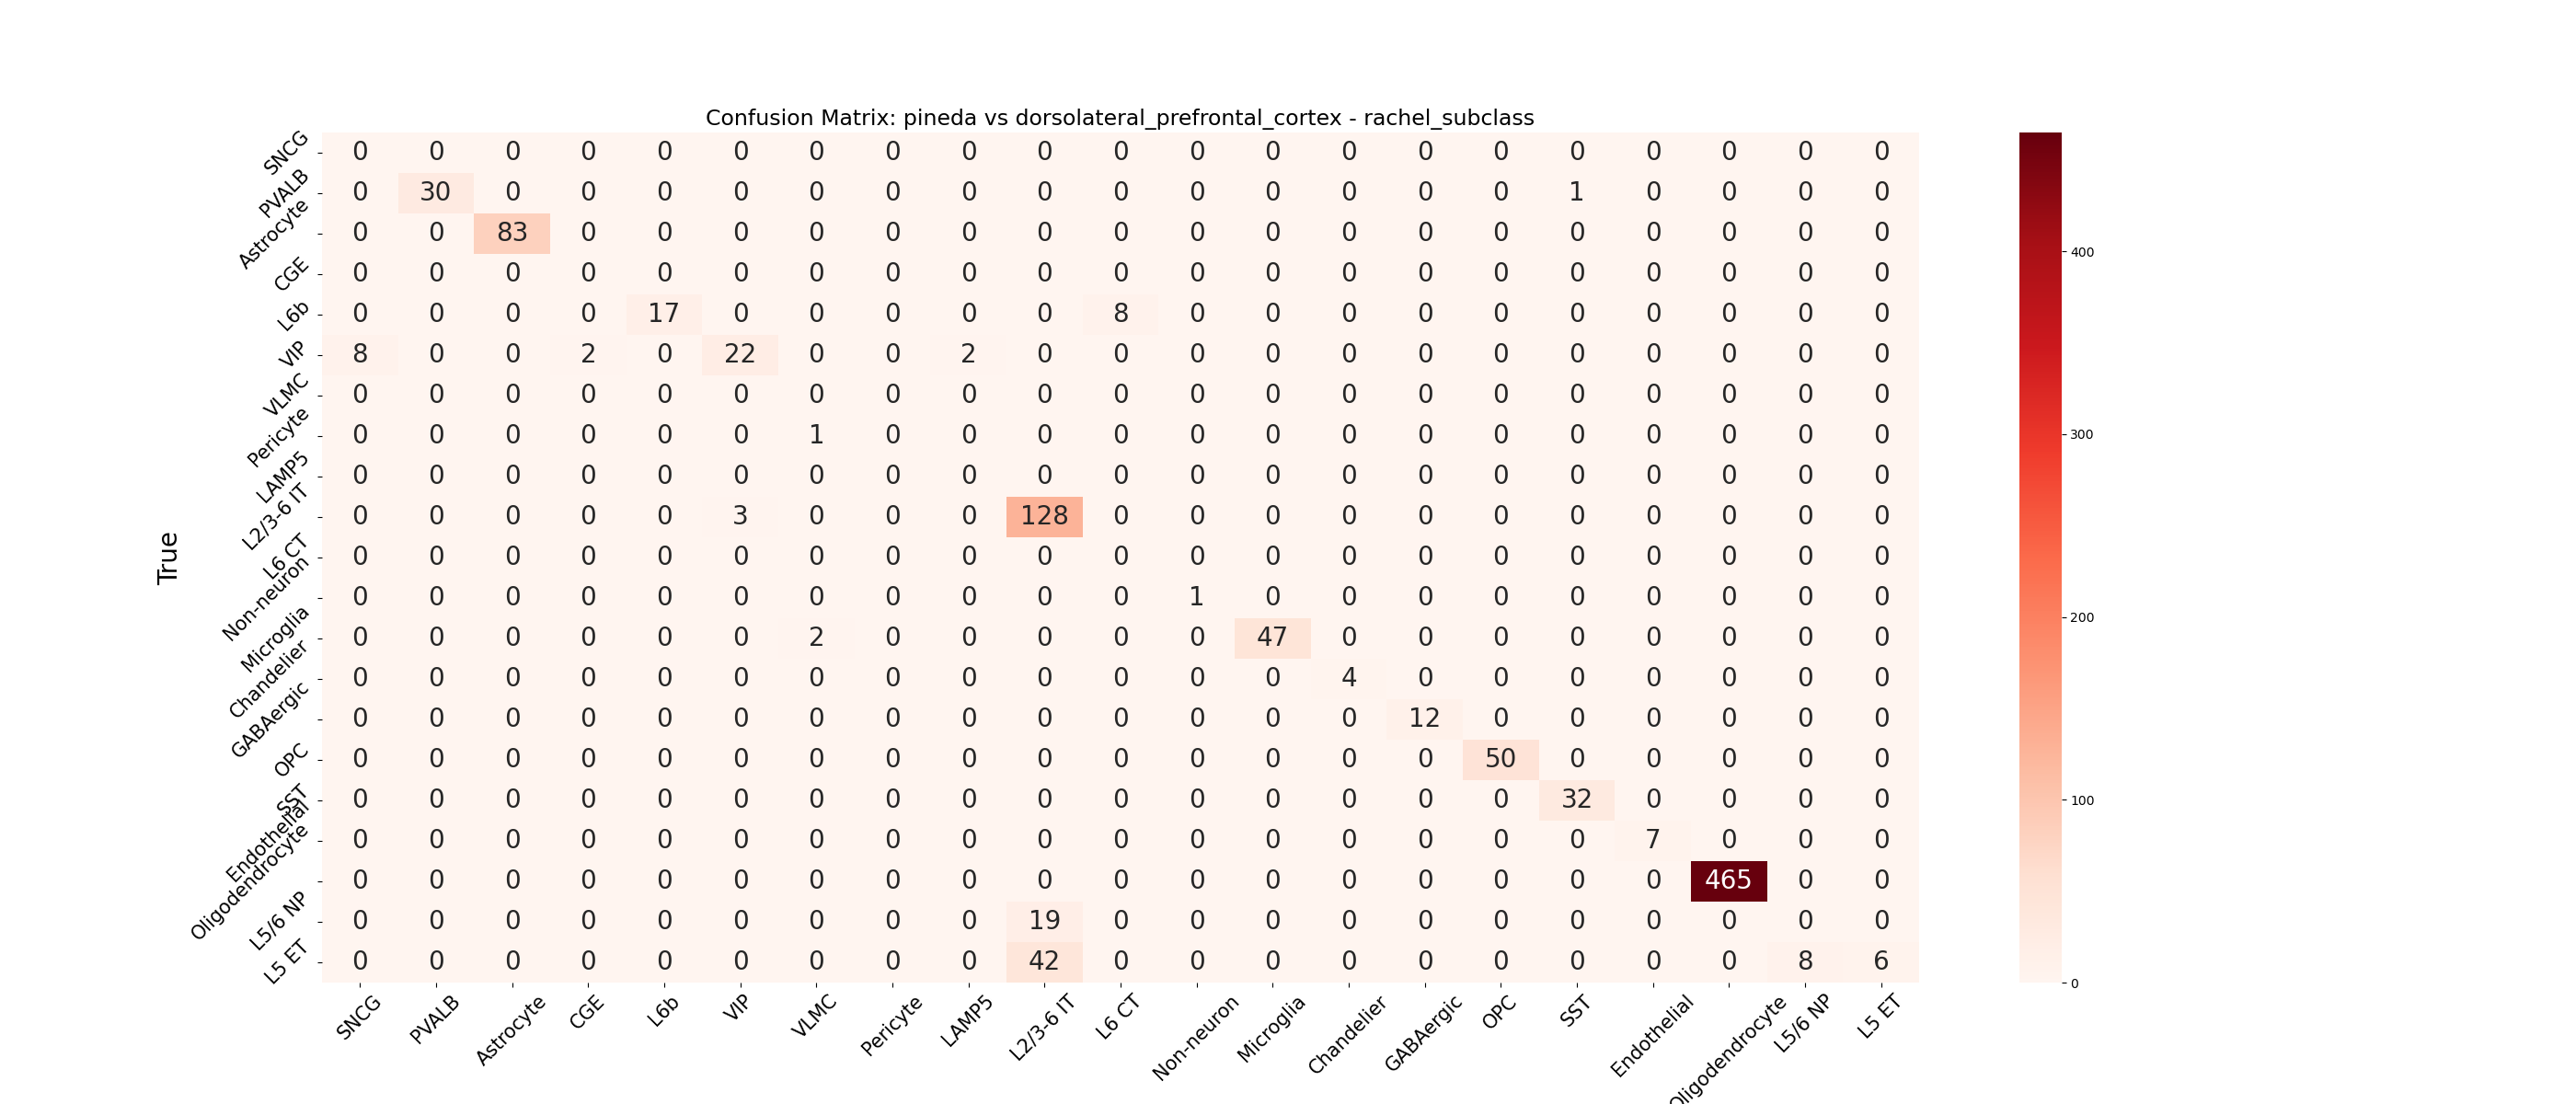 Confusion Matrix: pineda vs dorsolateral_prefrontal_cortex - rachel_subclass
True
SNCG 0 0 0 0 0 0 0 0 0 0 0 0 0 0 0 0 0 0 0 0 0
PVALB 0 30 0 0 0 0 0 0 0 0 0 0 0 0 0 0 1 0 0 0 0
Astrocyte 0 0 83 0 0 0 0 0 0 0 0 0 0 0 0 0 0 0 0 0 0
CGE 0 0 0 0 0 0 0 0 0 0 0 0 0 0 0 0 0 0 0 0 0
L6b 0 0 0 0 17 0 0 0 0 0 8 0 0 0 0 0 0 0 0 0 0
VIP 8 0 0 2 0 22 0 0 2 0 0 0 0 0 0 0 0 0 0 0 0
VLMC 0 0 0 0 0 0 0 0 0 0 0 0 0 0 0 0 0 0 0 0 0
Pericyte 0 0 0 0 0 0 1 0 0 0 0 0 0 0 0 0 0 0 0 0 0
LAMP5 0 0 0 0 0 0 0 0 0 0 0 0 0 0 0 0 0 0 0 0 0
L2/3-6 IT 0 0 0 0 0 3 0 0 0 128 0 0 0 0 0 0 0 0 0 0 0
L6 CT 0 0 0 0 0 0 0 0 0 0 0 0 0 0 0 0 0 0 0 0 0
Non-neuron 0 0 0 0 0 0 0 0 0 0 0 1 0 0 0 0 0 0 0 0 0
Microglia 0 0 0 0 0 0 2 0 0 0 0 0 47 0 0 0 0 0 0 0 0
Chandelier 0 0 0 0 0 0 0 0 0 0 0 0 0 4 0 0 0 0 0 0 0
GABAergic 0 0 0 0 0 0 0 0 0 0 0 0 0 0 12 0 0 0 0 0 0
OPC 0 0 0 0 0 0 0 0 0 0 0 0 0 0 0 50 0 0 0 0 0
SST 0 0 0 0 0 0 0 0 0 0 0 0 0 0 0 0 32 0 0 0 0
Endothelial 0 0 0 0 0 0 0 0 0 0 0 0 0 0 0 0 0 7 0 0 0
Oligodendrocyte 0 0 0 0 0 0 0 0 0 0 0 0 0 0 0 0 0 0 465 0 0
L5/6 NP 0 0 0 0 0 0 0 0 0 19 0 0 0 0 0 0 0 0 0 0 0
L5 ET 0 0 0 0 0 0 0 0 0 42 0 0 0 0 0 0 0 0 0 8 6
SNCG PVALB Astrocyte CGE L6b VIP VLMC Pericyte LAMP5 L2/3-6 IT L6 CT Non-neuron Microglia Chandelier GABAergic OPC SST Endothelial Oligodendrocyte L5/6 NP L5 ET
400
300
200
100
0